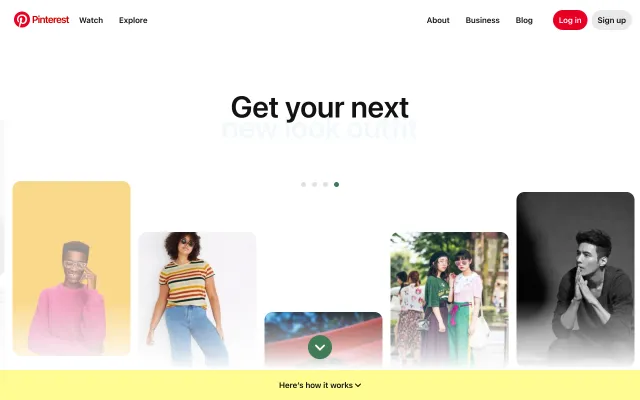 Pinterest Watch Explore About Business Blog Log in Sign up
Get your next
new look outfit
Here's how it works